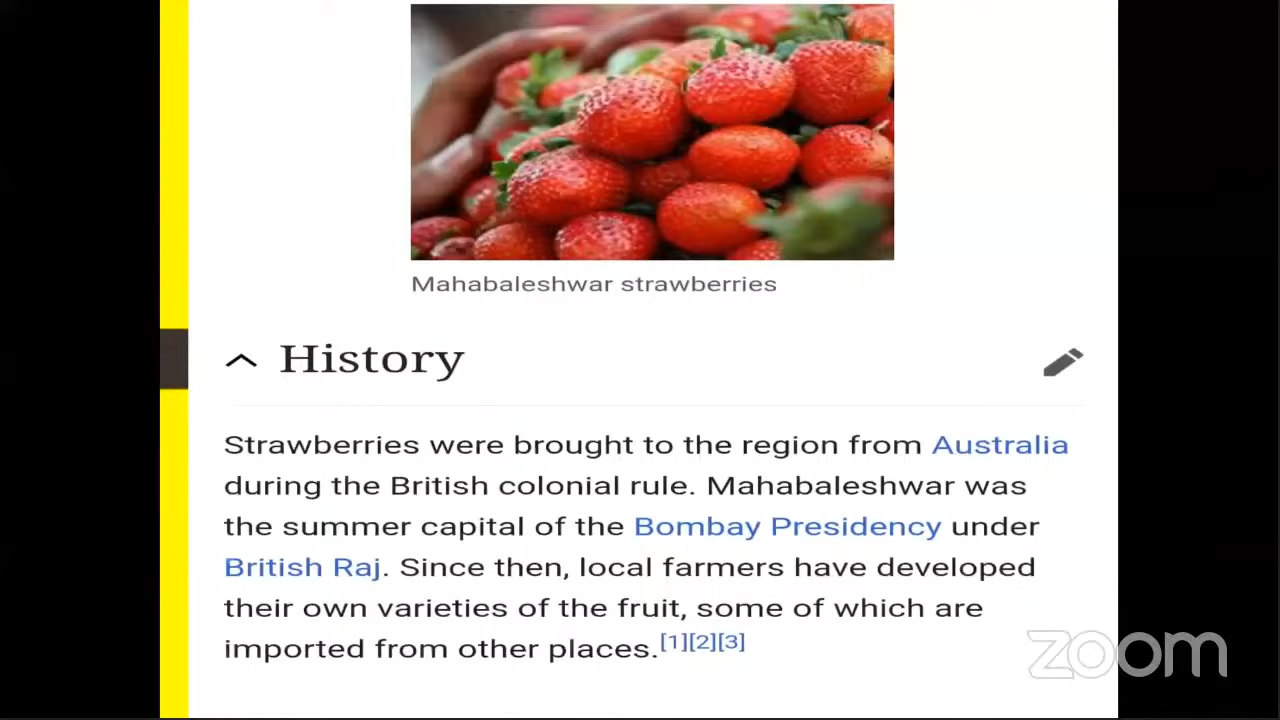 Mahabaleshwar strawberries
History
Strawberries were brought to the region from Australia
during the British colonial rule. Mahabaleshwar was
the summer capital of the Bombay Presidency under
British Raj. Since then, local farmers have developed
their own varieties of the fruit, some of which are
imported from other places.[1][2][3]
zoom